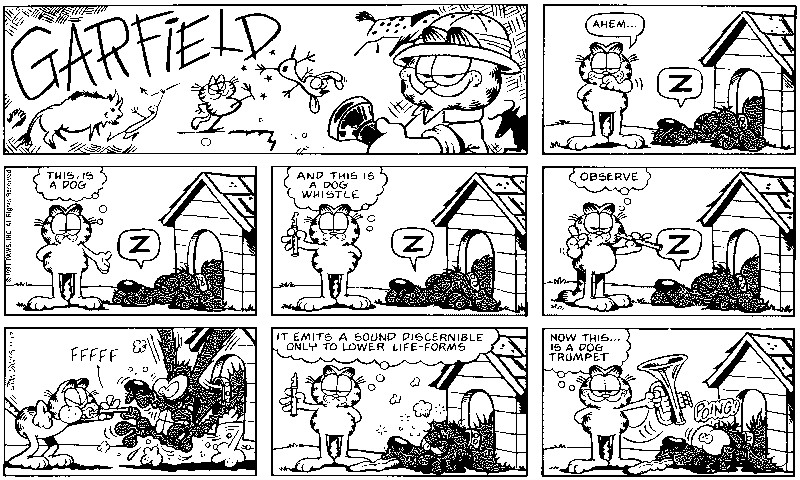 GARFIELD
AHEM...
Z
THIS, IS
A DOG
Z
AND THIS IS
A DOG
WHISTLE
Z
OBSERVE
Z
FFFFF
IT EMITS A SOUND DISCERNIBLE
ONLY TO LOWER LIFE-FORMS
NOW THIS...
IS A DOG
TRUMPET
POING!